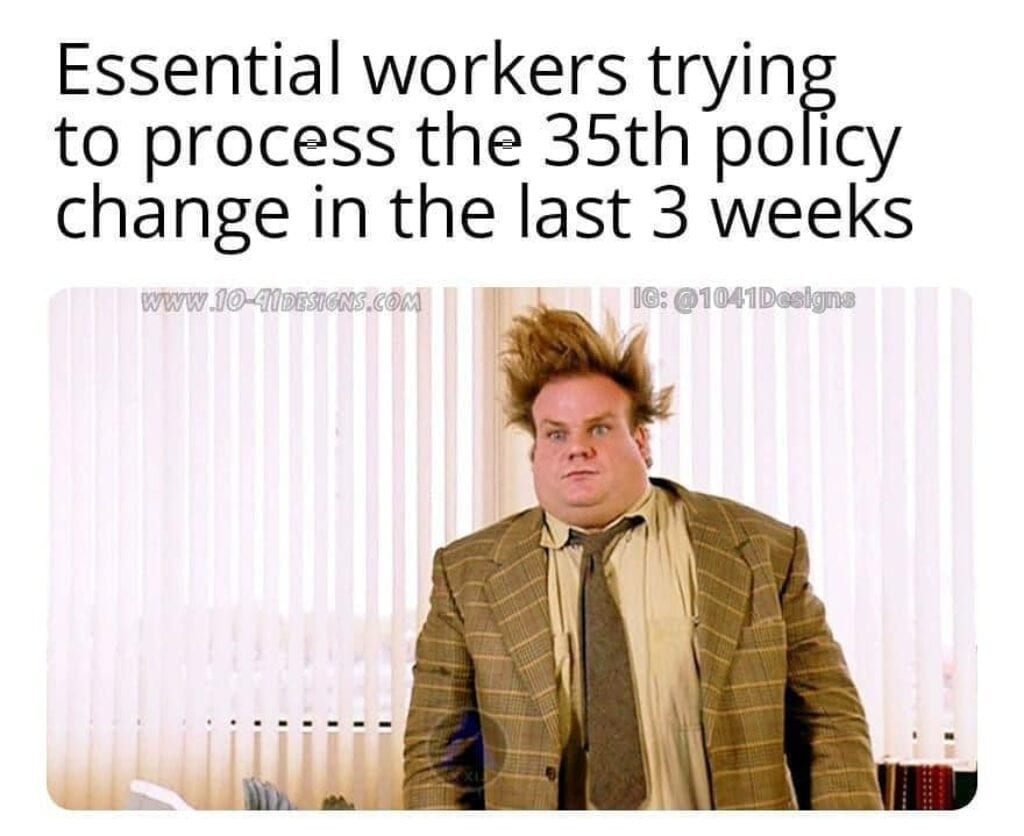 Essential workers trying
to process the 35th policy
change in the last 3 weeks
WWW.10-41DESIGNS.COM
IG: @1041Designs